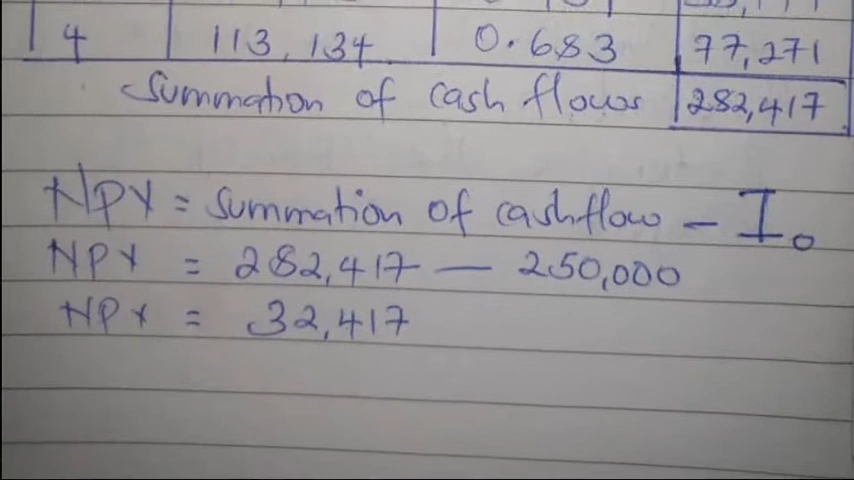 4 113,134 0.683 77,271
Summation of cash flows 282,417
NPV = Summation of cashflow - I₀
NPV = 282,417 - 250,000
NPV = 32,417